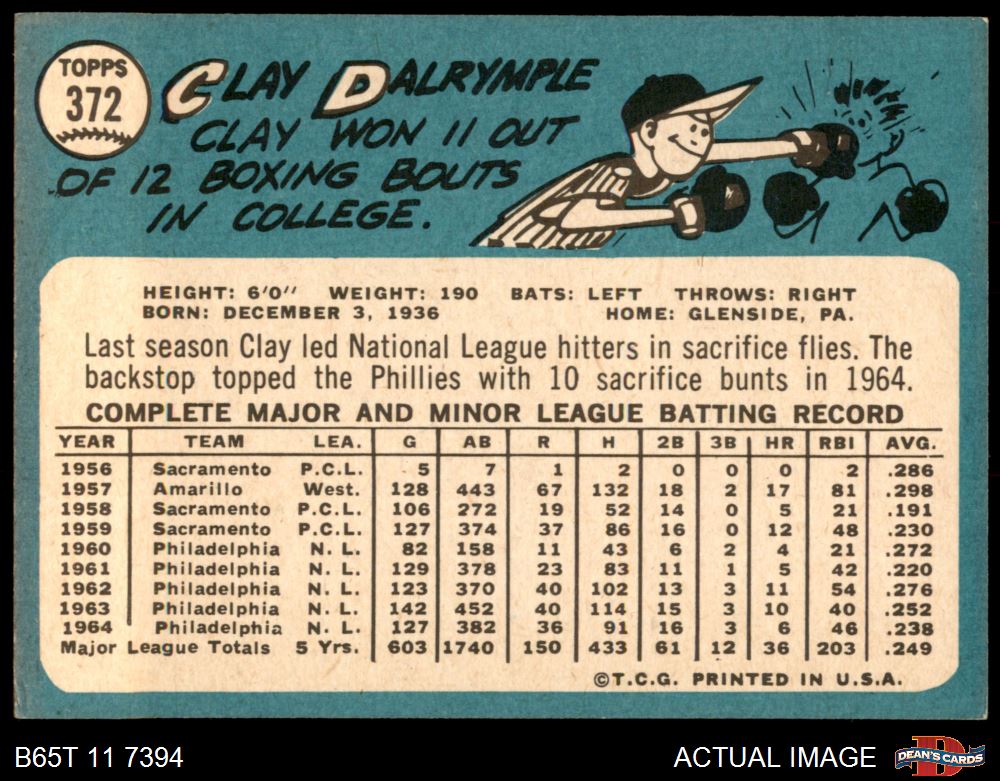 TOPPS
372
CLAY DALRYMPLE
CLAY WON 11 OUT
OF 12 BOXING BOUTS
IN COLLEGE.
HEIGHT: 6'0" WEIGHT: 190 BATS: LEFT THROWS: RIGHT
BORN: DECEMBER 3, 1936 HOME: GLENSIDE, PA.
Last season Clay led National League hitters in sacrifice flies. The
backstop topped the Phillies with 10 sacrifice bunts in 1964.
COMPLETE MAJOR AND MINOR LEAGUE BATTING RECORD
YEAR TEAM LEA. G AB R H 2B 3B HR RBI AVG.
1956 Sacramento P.C.L. 5 7 1 2 0 0 0 2 .286
1957 Amarillo West. 128 443 67 132 18 2 17 81 .298
1958 Sacramento P.C.L. 106 272 19 52 14 0 5 21 .191
1959 Sacramento P.C.L. 127 374 37 86 16 0 12 48 .230
1960 Philadelphia N. L. 82 158 11 43 6 2 4 21 .272
1961 Philadelphia N. L. 129 378 23 83 11 1 5 42 .220
1962 Philadelphia N. L. 123 370 40 102 13 3 11 54 .276
1963 Philadelphia N. L. 142 452 40 114 15 3 10 40 .252
1964 Philadelphia N. L. 127 382 36 91 16 3 6 46 .238
Major League Totals 5 Yrs. 603 1740 150 433 61 12 36 203 .249
©T.C.G. PRINTED IN U.S.A.
B65T 11 7394 ACTUAL IMAGE
DEAN'S CARDS